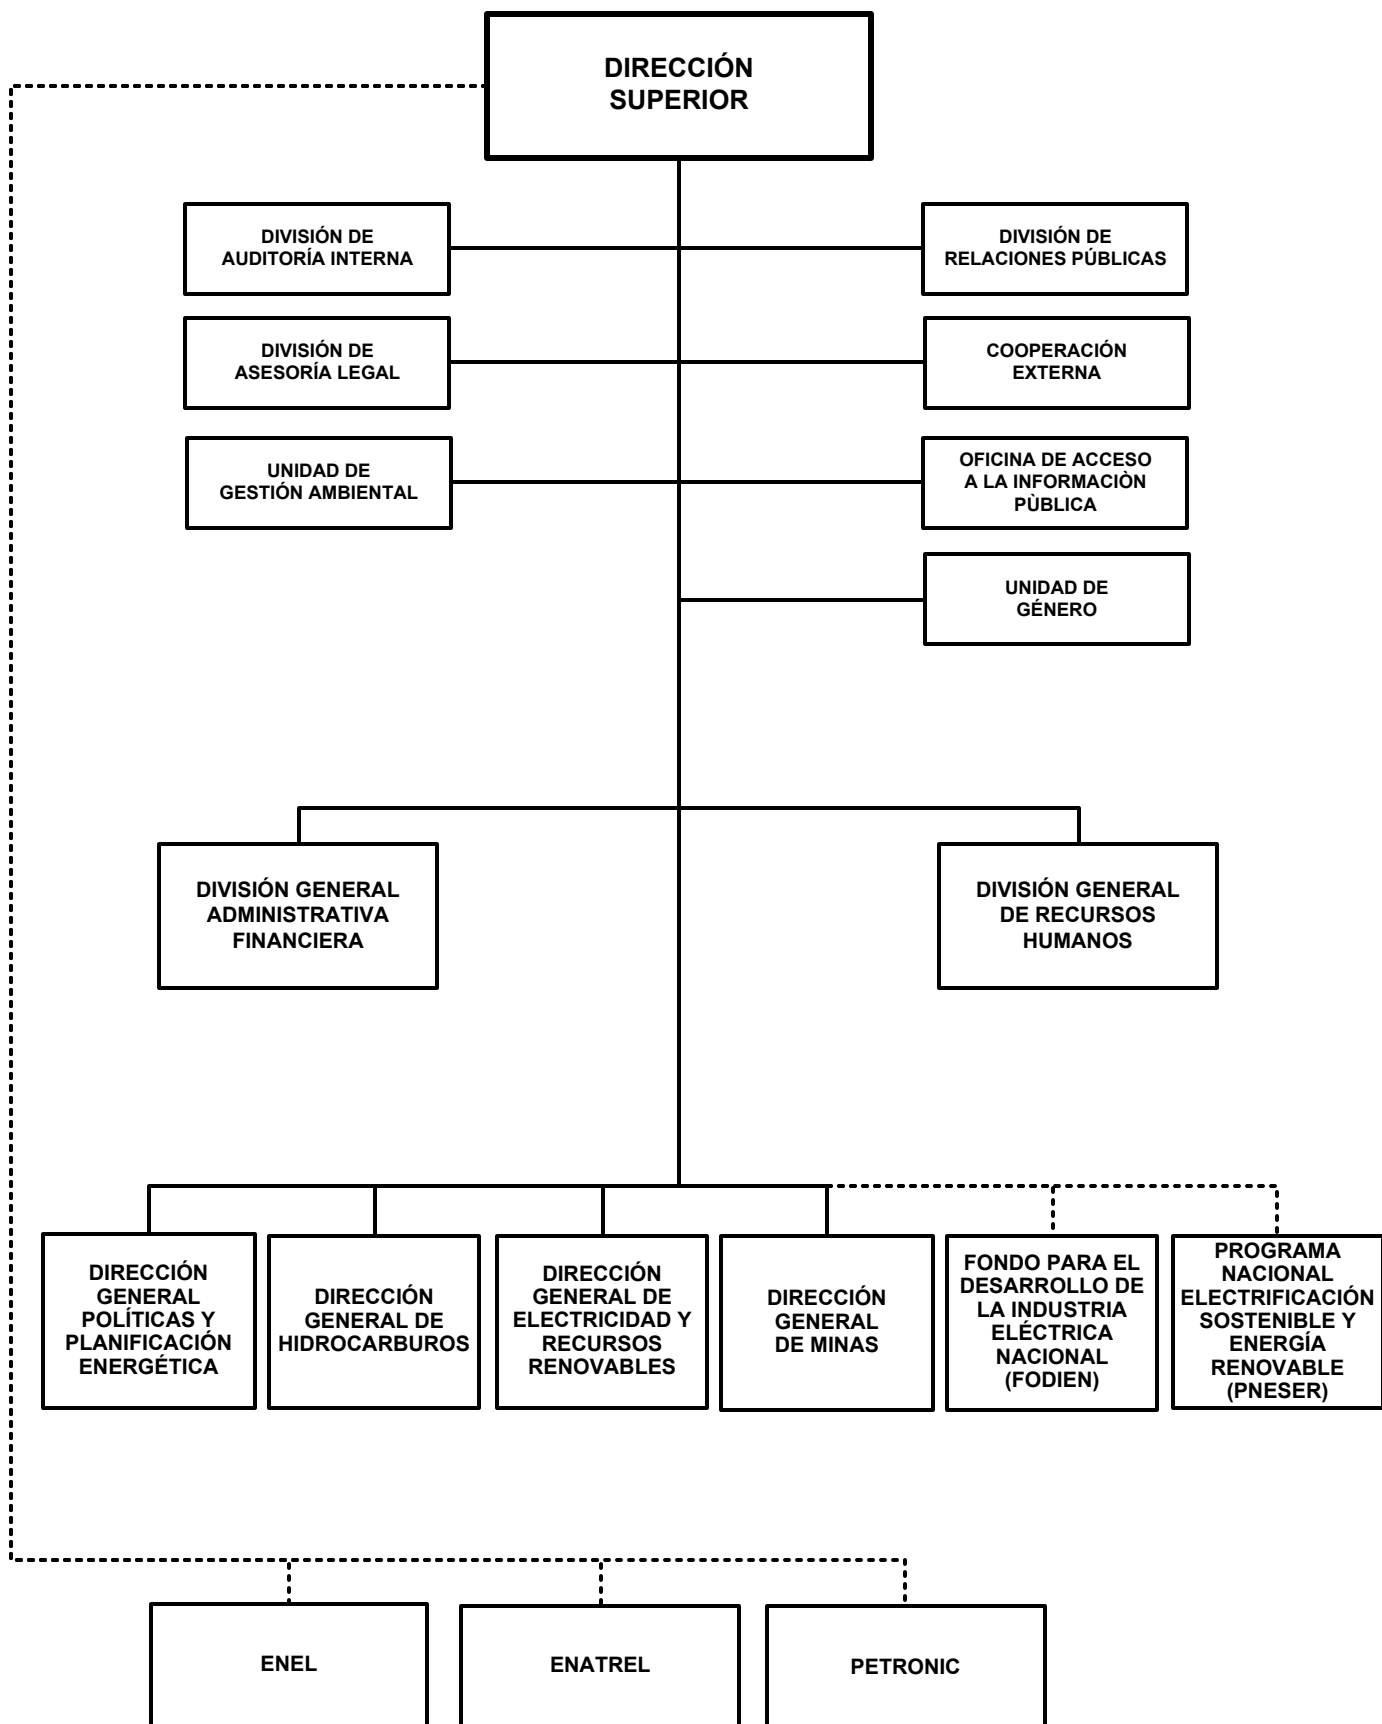 DIRECCIÓN
SUPERIOR
DIVISIÓN DE
AUDITORÍA INTERNA
DIVISIÓN DE
RELACIONES PÚBLICAS
DIVISIÓN DE
ASESORÍA LEGAL
COOPERACIÓN
EXTERNA
UNIDAD DE
GESTIÓN AMBIENTAL
OFICINA DE ACCESO
A LA INFORMACIÒN
PÙBLICA
UNIDAD DE
GÉNERO
DIVISIÓN GENERAL
ADMINISTRATIVA
FINANCIERA
DIVISIÓN GENERAL
DE RECURSOS
HUMANOS
DIRECCIÓN
GENERAL
POLÍTICAS Y
PLANIFICACIÓN
ENERGÉTICA
DIRECCIÓN
GENERAL DE
HIDROCARBUROS
DIRECCIÓN
GENERAL DE
ELECTRICIDAD Y
RECURSOS
RENOVABLES
DIRECCIÓN
GENERAL
DE MINAS
FONDO PARA EL
DESARROLLO DE
LA INDUSTRIA
ELÉCTRICA
NACIONAL
(FODIEN)
PROGRAMA
NACIONAL
ELECTRIFICACIÓN
SOSTENIBLE Y
ENERGÍA
RENOVABLE
(PNESER)
ENEL
ENATREL
PETRONIC